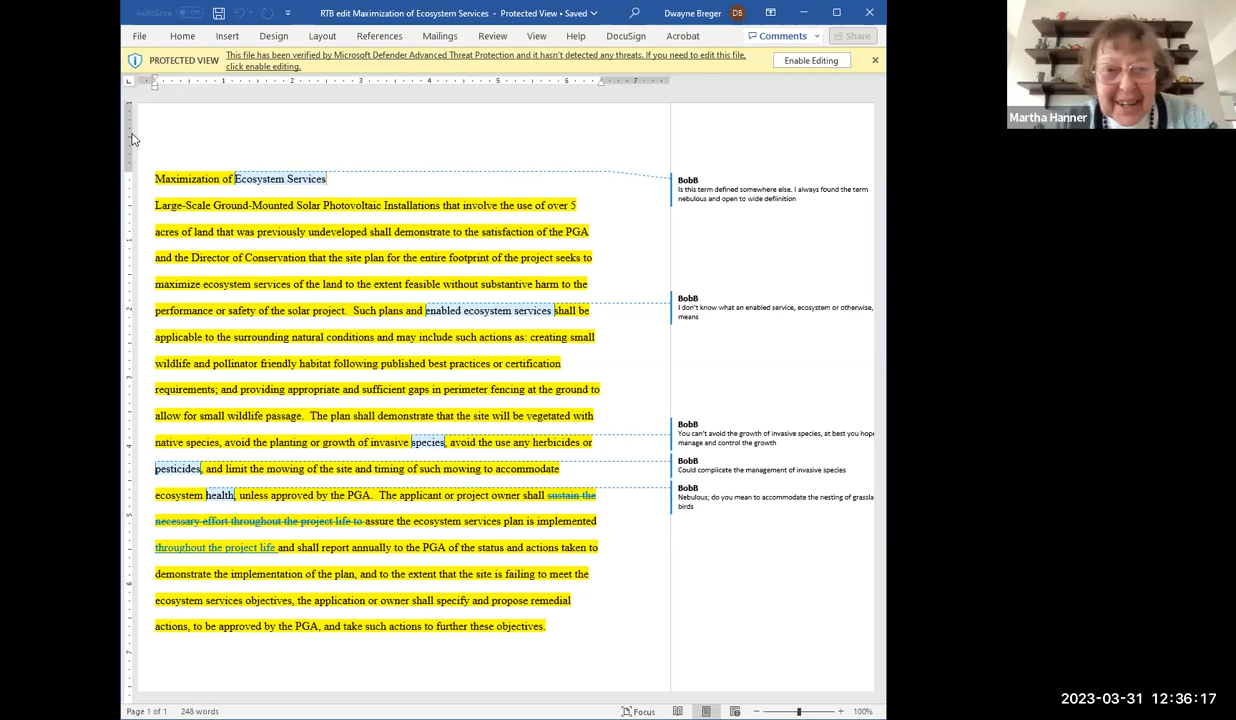 AutoSave Off
RTB edit Maximization of Ecosystem Services - Protected View • Saved
Dwayne Breger
DB
File Home Insert Design Layout References Mailings Review View Help DocuSign Acrobat
Comments
Share
PROTECTED VIEW
This file has been verified by Microsoft Defender Advanced Threat Protection and it hasn't detected any threats. If you need to edit this file,
click enable editing.
Enable Editing
1 2 3 4 5 6 7
Maximization of Ecosystem Services
Large-Scale Ground-Mounted Solar Photovoltaic Installations that involve the use of over 5
acres of land that was previously undeveloped shall demonstrate to the satisfaction of the PGA
and the Director of Conservation that the site plan for the entire footprint of the project seeks to
maximize ecosystem services of the land to the extent feasible without substantive harm to the
performance or safety of the solar project. Such plans and enabled ecosystem services shall be
applicable to the surrounding natural conditions and may include such actions as: creating small
wildlife and pollinator friendly habitat following published best practices or certification
requirements; and providing appropriate and sufficient gaps in perimeter fencing at the ground to
allow for small wildlife passage. The plan shall demonstrate that the site will be vegetated with
native species, avoid the planting or growth of invasive species, avoid the use any herbicides or
pesticides, and limit the mowing of the site and timing of such mowing to accommodate
ecosystem health, unless approved by the PGA. The applicant or project owner shall sustain the
necessary effort throughout the project life to assure the ecosystem services plan is implemented
throughout the project life and shall report annually to the PGA of the status and actions taken to
demonstrate the implementation of the plan, and to the extent that the site is failing to meet the
ecosystem services objectives, the application or owner shall specify and propose remedial
actions, to be approved by the PGA, and take such actions to further these objectives.
BobB
Is this term defined somewhere else. I always found the term
nebulous and open to wide defiinition
BobB
I don't know what an enabled service, ecosystem or otherwise,
means
BobB
You can't avoid the growth of invasive species, at best you hope
manage and control the growth
BobB
Could complicate the management of invasive species
BobB
Nebulous; do you mean to accommodate the nesting of grassla
birds
Page 1 of 1 248 words
Focus
100%
Martha Hanner
2023-03-31 12:36:17